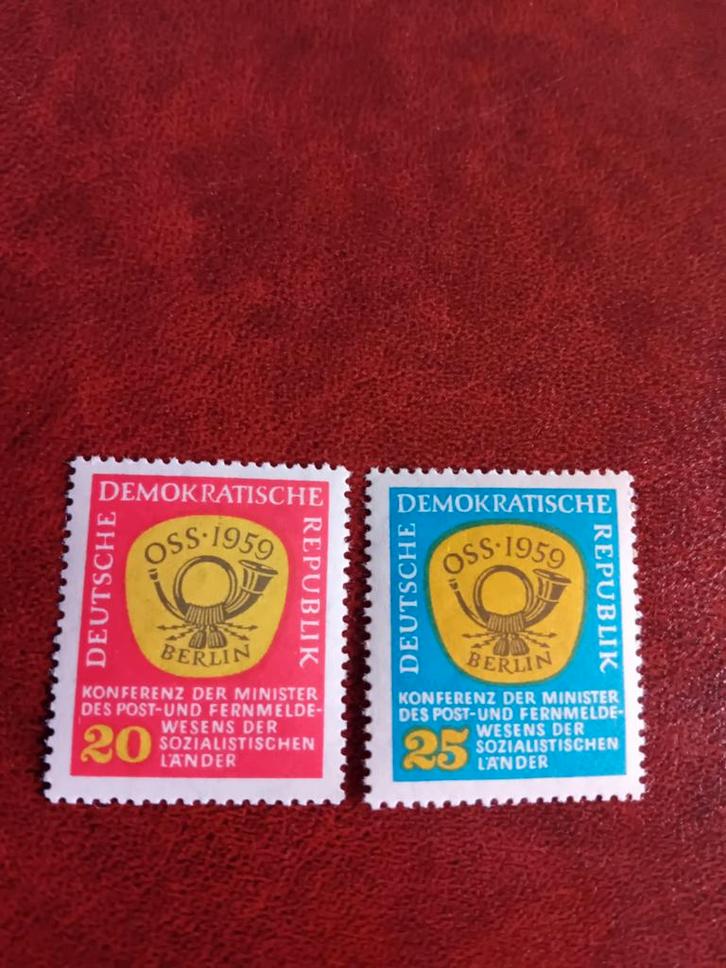 DEUTSCHE
DEMOKRATISCHE
REPUBLIK
OSS·1959
BERLIN
KONFERENZ DER MINISTER
DES POST-UND FERNMELDE-
WESENS DER
SOZIALISTISCHEN
LÄNDER
20
DEUTSCHE
DEMOKRATISCHE
REPUBLIK
OSS·1959
BERLIN
KONFERENZ DER MINISTER
DES POST-UND FERNMELDE-
WESENS DER
SOZIALISTISCHEN
LÄNDER
25